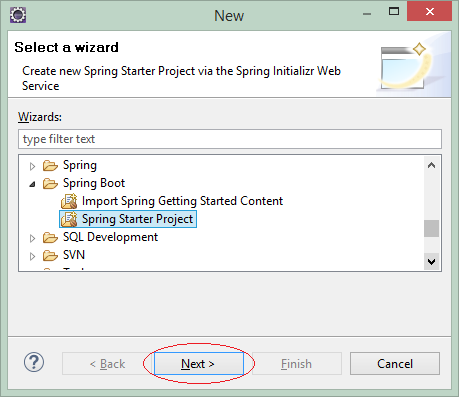 New
Select a wizard
Create new Spring Starter Project via the Spring Initializr Web
Service
Wizards:
type filter text
Spring
Spring Boot
Import Spring Getting Started Content
Spring Starter Project
SQL Development
SVN
< Back
Next >
Finish
Cancel